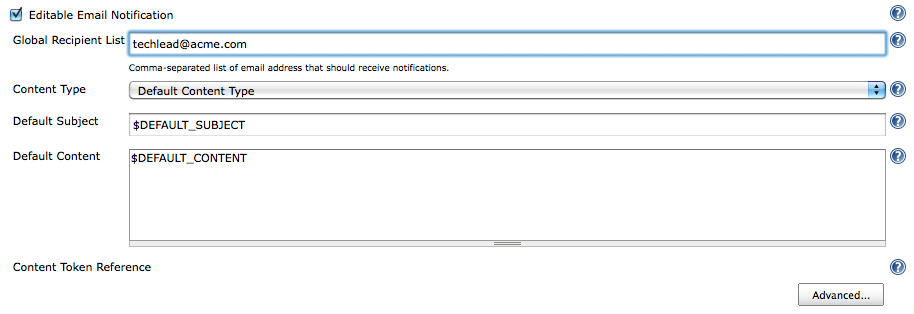 Editable Email Notification
Global Recipient List techlead@acme.com
Comma-separated list of email address that should receive notifications.
Content Type Default Content Type
Default Subject $DEFAULT_SUBJECT
Default Content $DEFAULT_CONTENT
Content Token Reference
Advanced...